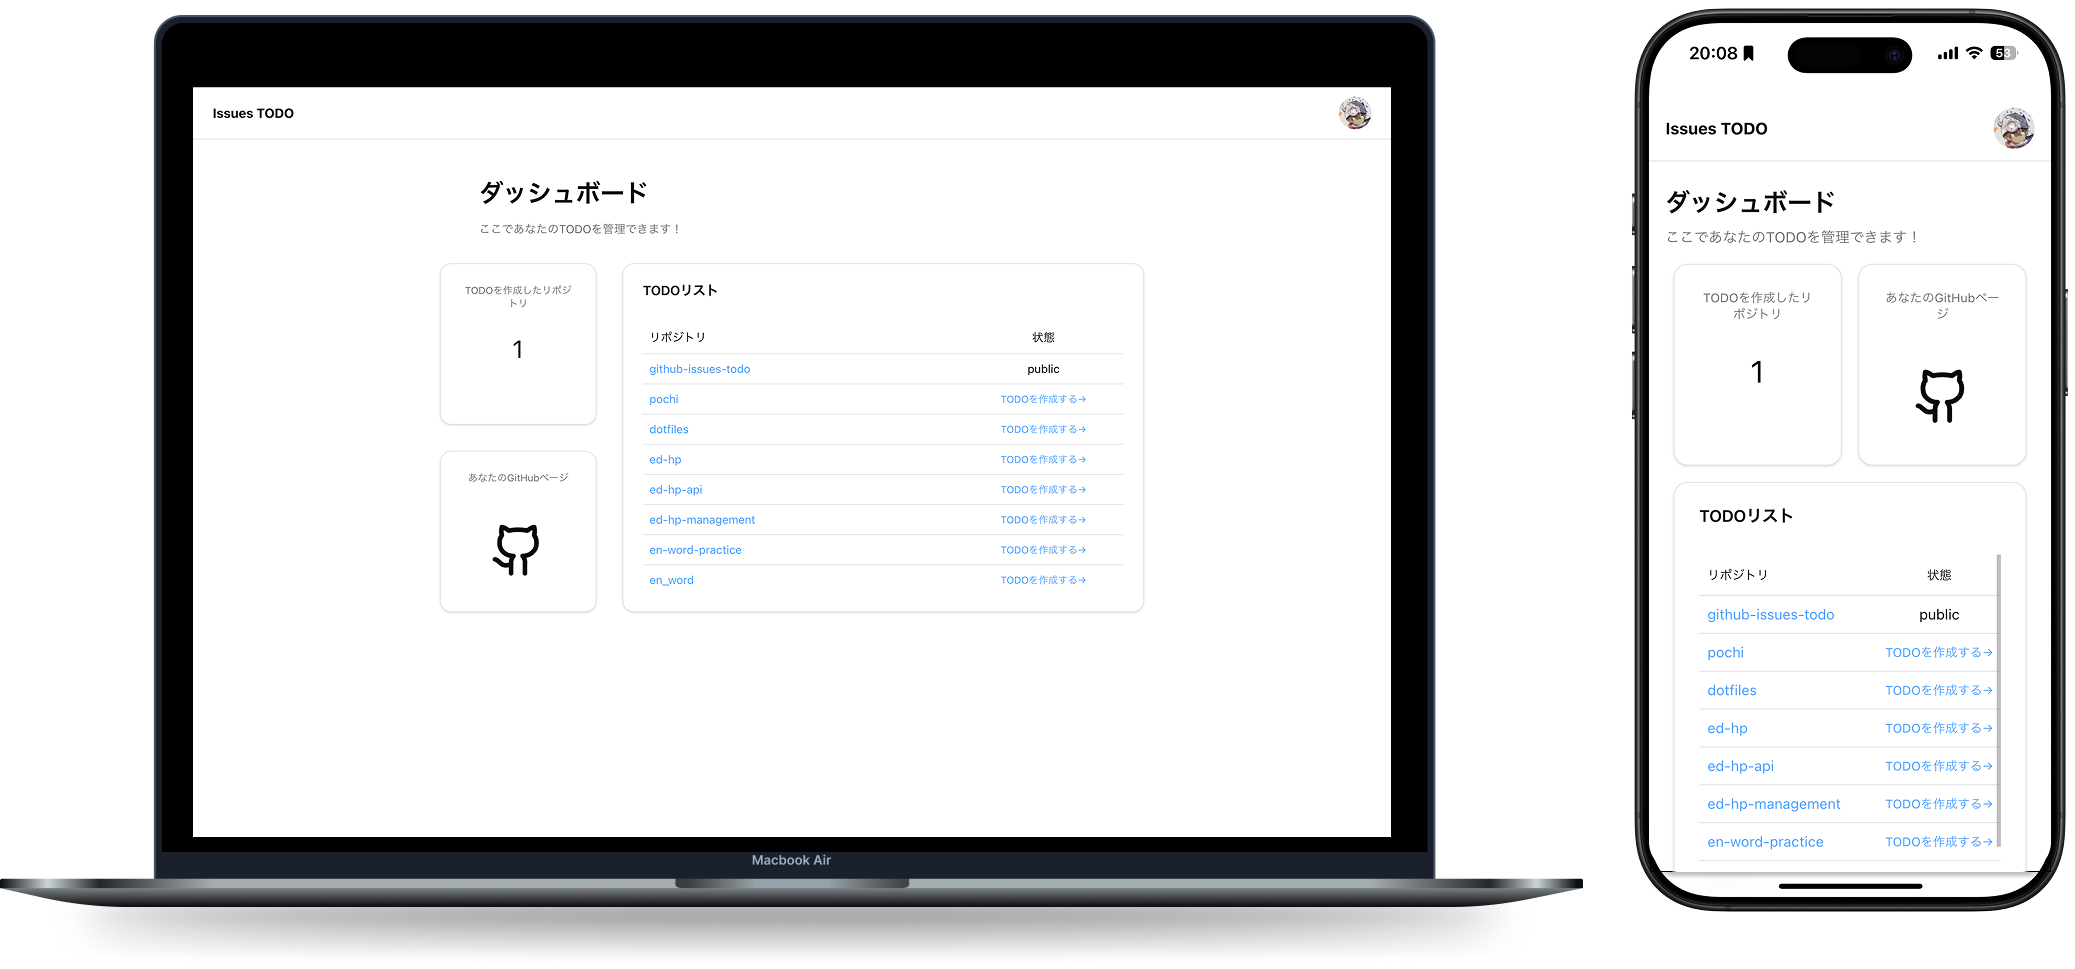 Issues TODO
ダッシュボード
ここであなたのTODOを管理できます！
TODOを作成したリポジ
トリ
1
あなたのGitHubページ
TODOリスト
リポジトリ 状態
github-issues-todo public
pochi TODOを作成する→
dotfiles TODOを作成する→
ed-hp TODOを作成する→
ed-hp-api TODOを作成する→
ed-hp-management TODOを作成する→
en-word-practice TODOを作成する→
en_word TODOを作成する→
Macbook Air
20:08 53
Issues TODO
ダッシュボード
ここであなたのTODOを管理できます！
TODOを作成したリ
ポジトリ
1
あなたのGitHubペー
ジ
TODOリスト
リポジトリ 状態
github-issues-todo public
pochi TODOを作成する→
dotfiles TODOを作成する→
ed-hp TODOを作成する→
ed-hp-api TODOを作成する→
ed-hp-management TODOを作成する→
en-word-practice TODOを作成する→